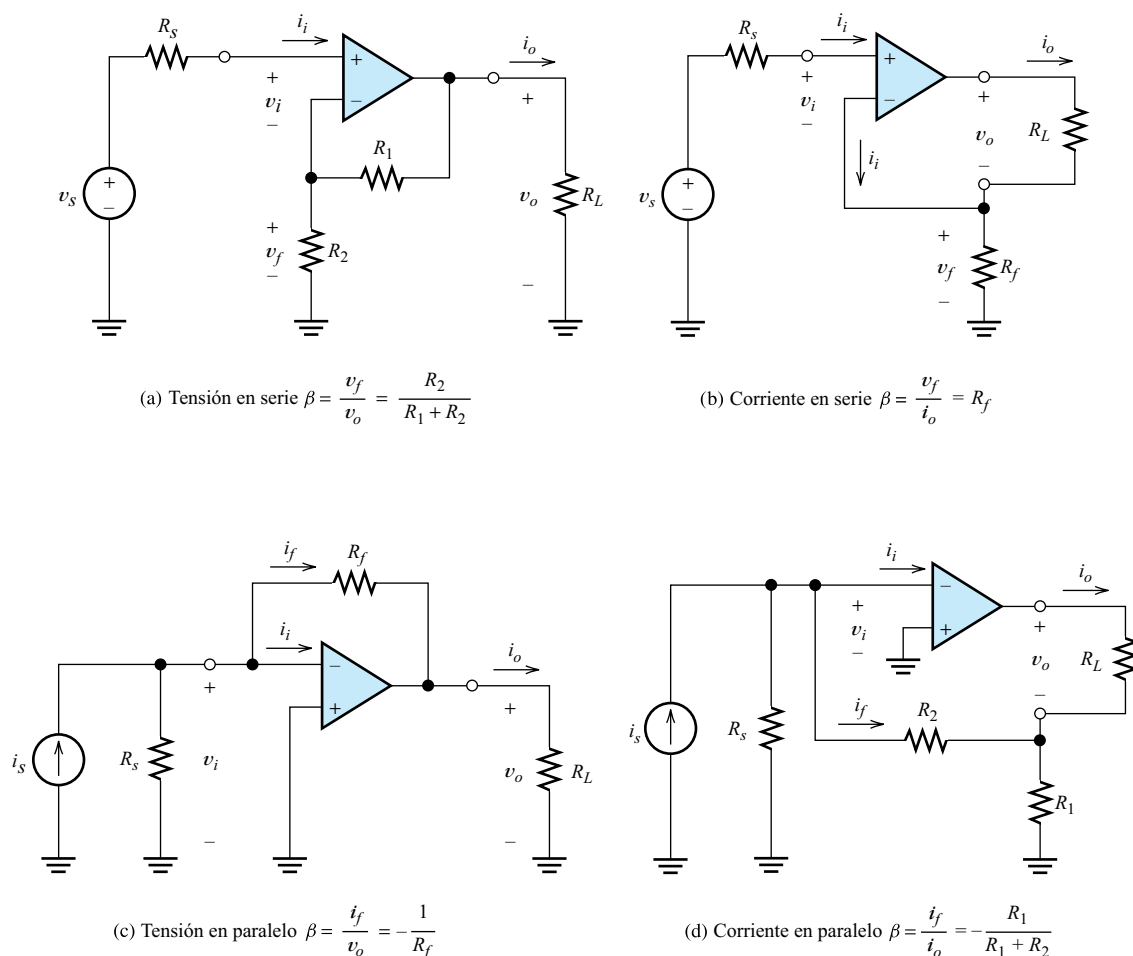 R_s
i_i
i_o
+
−
+
v_i
−
+
−
v_s
R_1
+
v_f
−
R_2
+
v_o
−
R_L
(a) Tensión en serie β = v_f / v_o = R_2 / (R_1 + R_2)
R_s
i_i
i_o
+
−
+
v_i
−
+
v_o
−
R_L
i_i
+
−
v_s
+
v_f
−
R_f
(b) Corriente en serie β = v_f / i_o = R_f
i_f
R_f
i_i
i_o
−
+
+
v_i
−
i_s
R_s
+
v_o
−
R_L
(c) Tensión en paralelo β = i_f / v_o = − 1 / R_f
i_i
i_o
−
+
+
v_i
−
+
v_o
−
R_L
i_f
R_2
i_s
R_s
R_1
(d) Corriente en paralelo β = i_f / i_o = − R_1 / (R_1 + R_2)